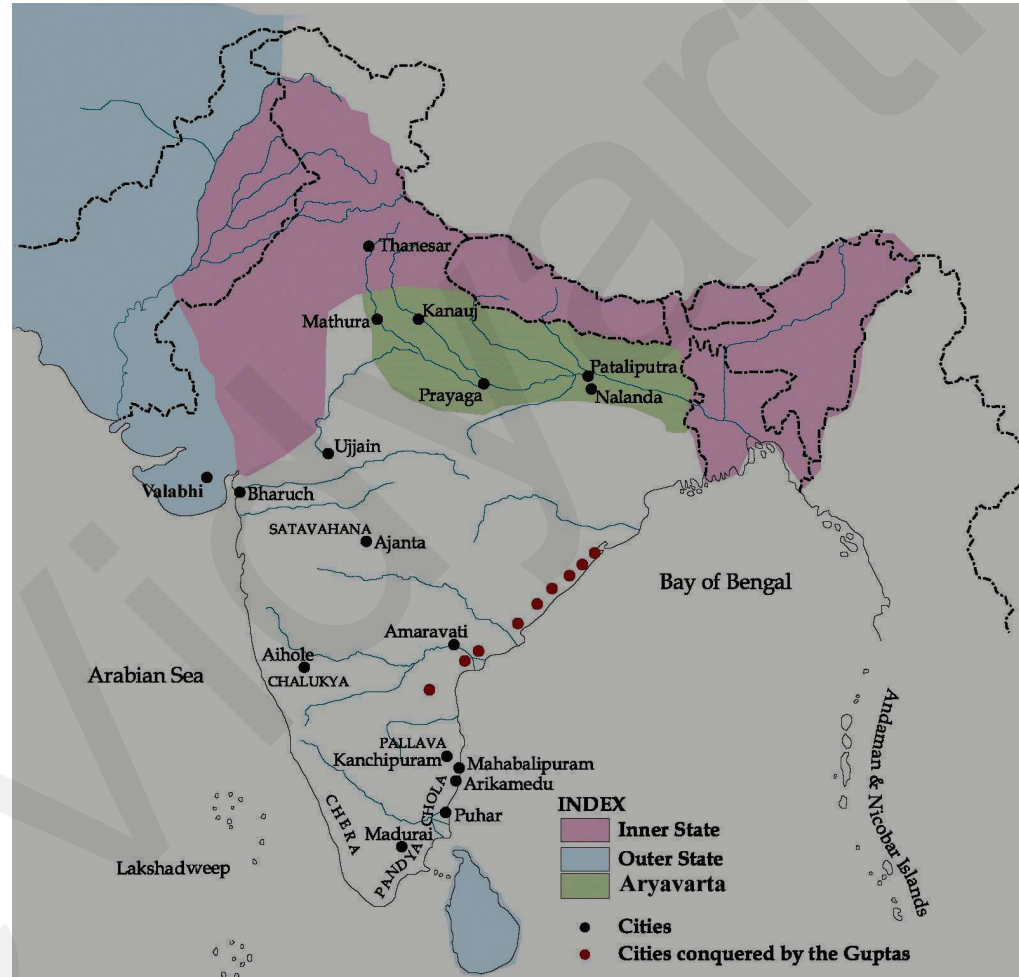 Thanesar
Kanauj
Mathura
Pataliputra
Prayaga
Nalanda
Ujjain
Valabhi
Bharuch
SATAVAHANA
Ajanta
Bay of Bengal
Amaravati
Aihole
CHALUKYA
Arabian Sea
PALLAVA
Kanchipuram
Mahabalipuram
Arikamedu
CHOLA
Puhar
CHERA
Madurai
PANDYA
Lakshadweep
Andaman & Nicobar Islands
INDEX
Inner State
Outer State
Aryavarta
Cities
Cities conquered by the Guptas